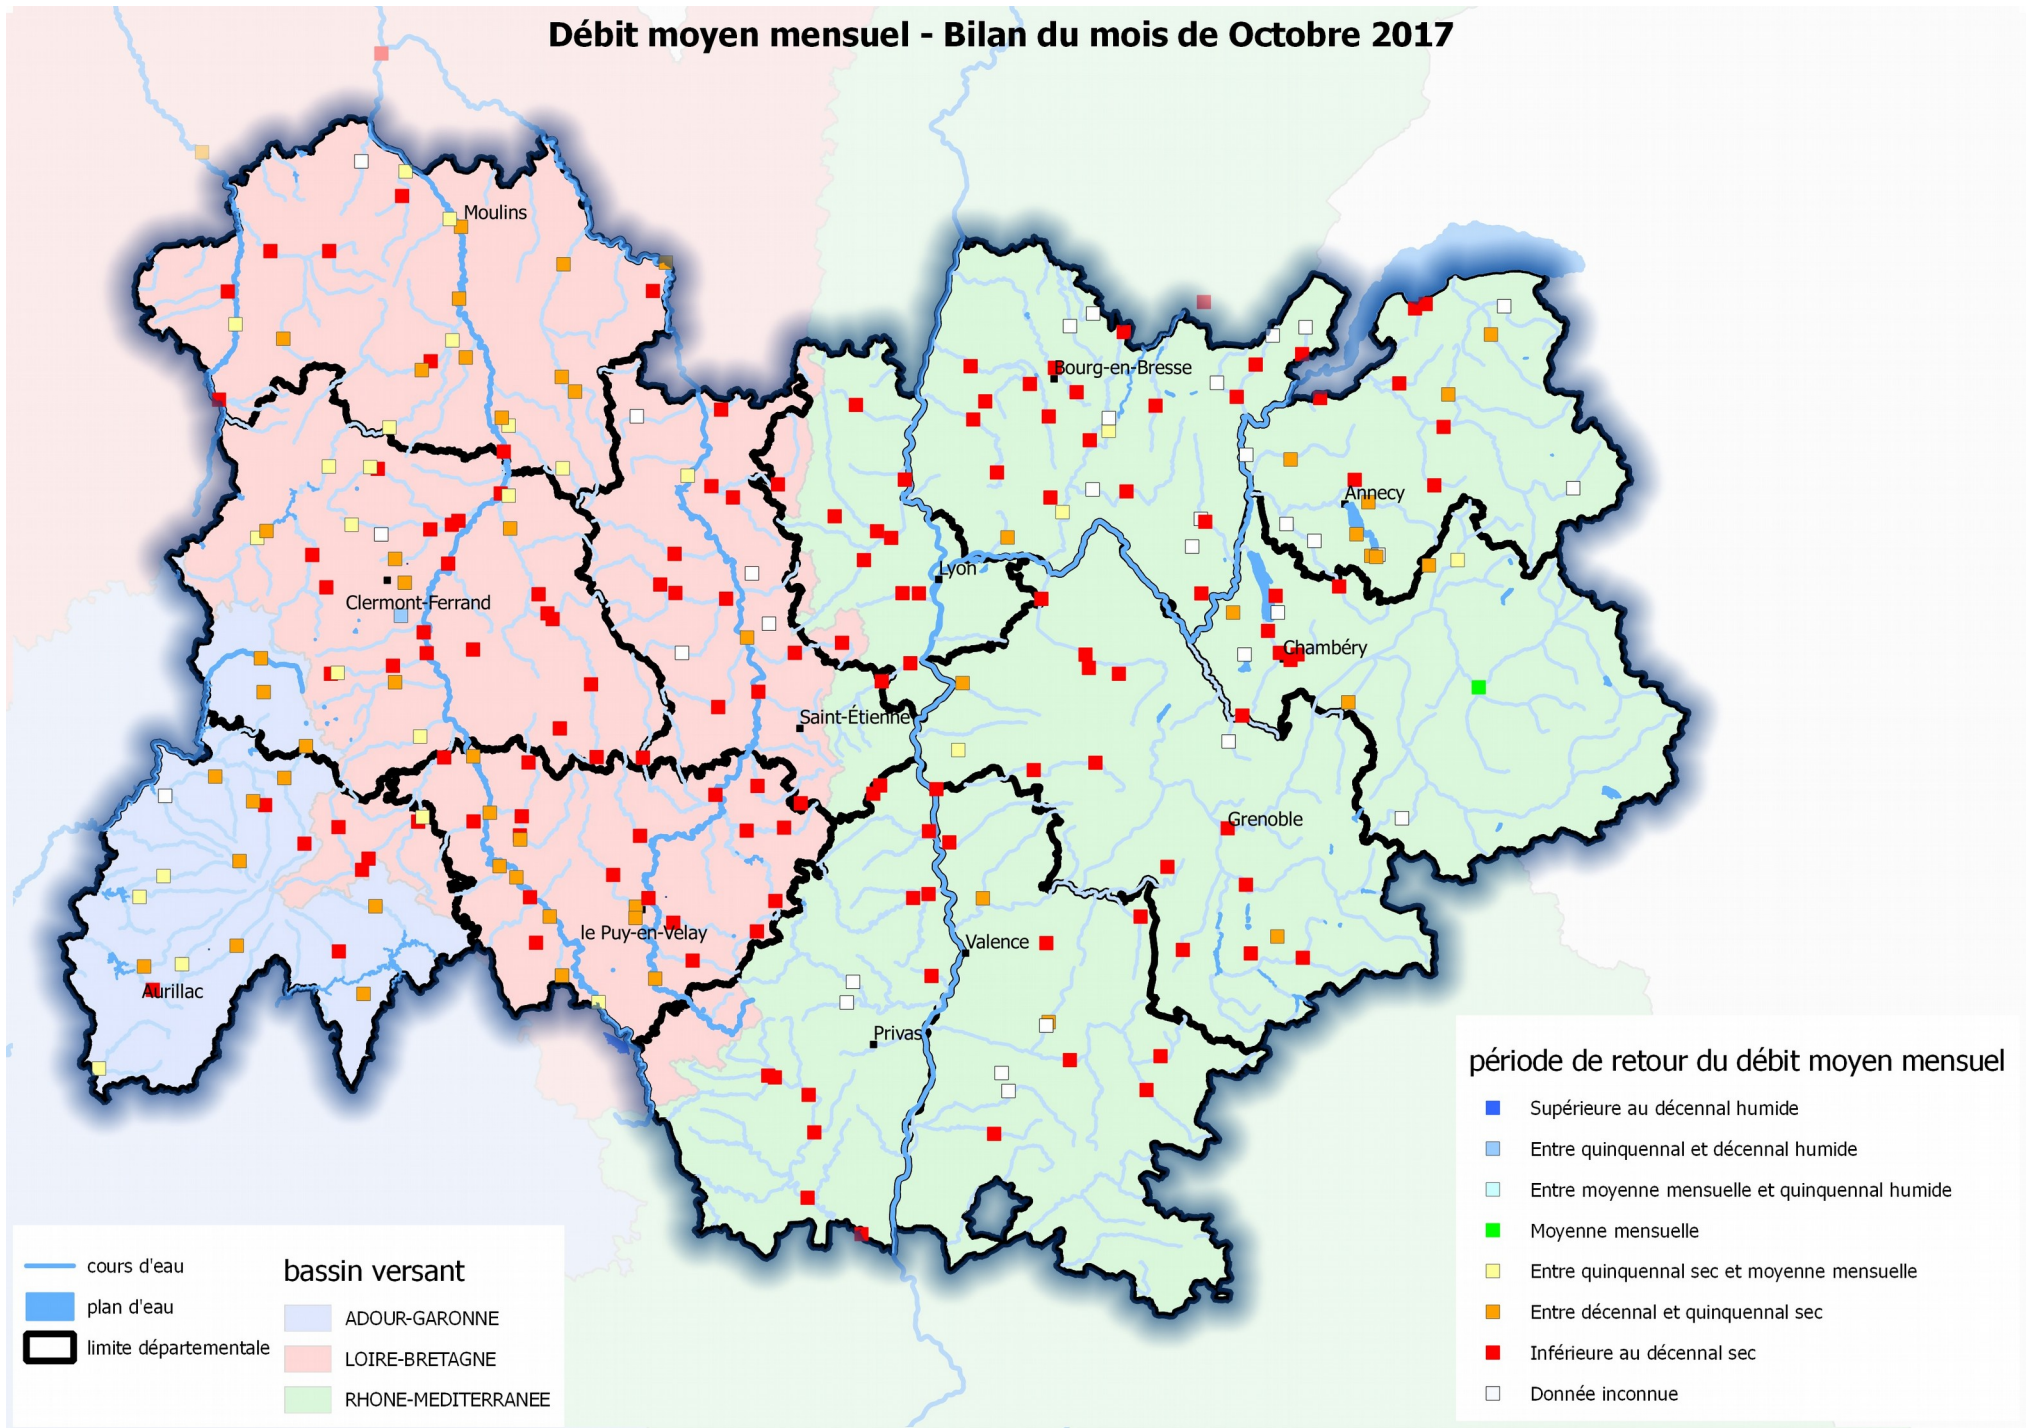 Débit moyen mensuel - Bilan du mois de Octobre 2017
Moulins
Bourg-en-Bresse
Annecy
Lyon
Clermont-Ferrand
Chambéry
Saint-Étienne
Grenoble
le Puy-en-Velay
Valence
Aurillac
Privas
période de retour du débit moyen mensuel
Supérieure au décennal humide
Entre quinquennal et décennal humide
Entre moyenne mensuelle et quinquennal humide
Moyenne mensuelle
Entre quinquennal sec et moyenne mensuelle
Entre décennal et quinquennal sec
Inférieure au décennal sec
Donnée inconnue
cours d'eau
plan d'eau
limite départementale
bassin versant
ADOUR-GARONNE
LOIRE-BRETAGNE
RHONE-MEDITERRANEE